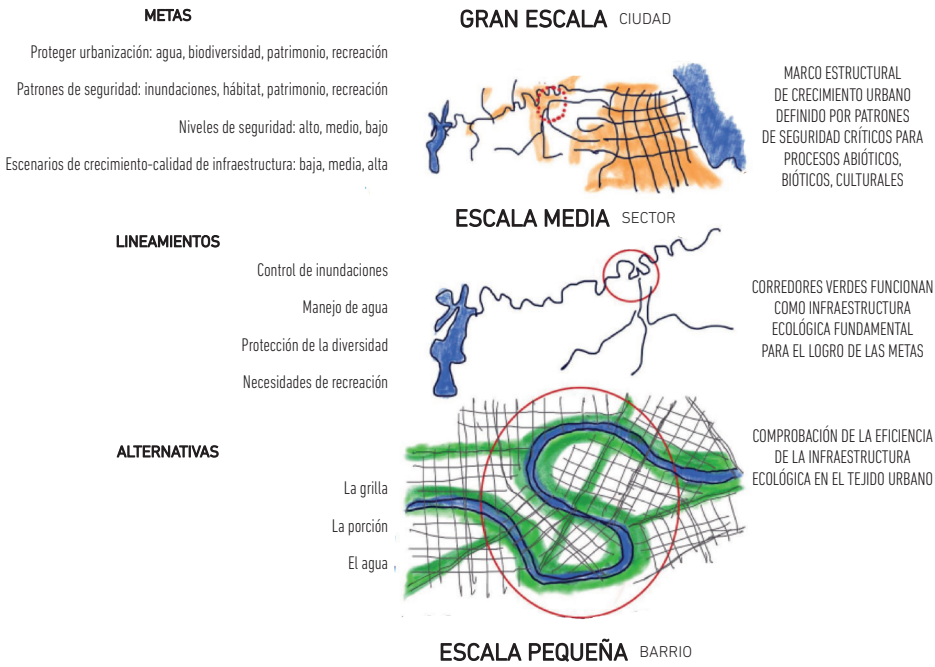 METAS
Proteger urbanización: agua, biodiversidad, patrimonio, recreación
Patrones de seguridad: inundaciones, hábitat, patrimonio, recreación
Niveles de seguridad: alto, medio, bajo
Escenarios de crecimiento-calidad de infraestructura: baja, media, alta
GRAN ESCALA CIUDAD
MARCO ESTRUCTURAL
DE CRECIMIENTO URBANO
DEFINIDO POR PATRONES
DE SEGURIDAD CRÍTICOS PARA
PROCESOS ABIÓTICOS,
BIÓTICOS, CULTURALES
ESCALA MEDIA SECTOR
LINEAMIENTOS
Control de inundaciones
Manejo de agua
Protección de la diversidad
Necesidades de recreación
CORREDORES VERDES FUNCIONAN
COMO INFRAESTRUCTURA
ECOLÓGICA FUNDAMENTAL
PARA EL LOGRO DE LAS METAS
ALTERNATIVAS
La grilla
La porción
El agua
COMPROBACIÓN DE LA EFICIENCIA
DE LA INFRAESTRUCTURA
ECOLÓGICA EN EL TEJIDO URBANO
ESCALA PEQUEÑA BARRIO